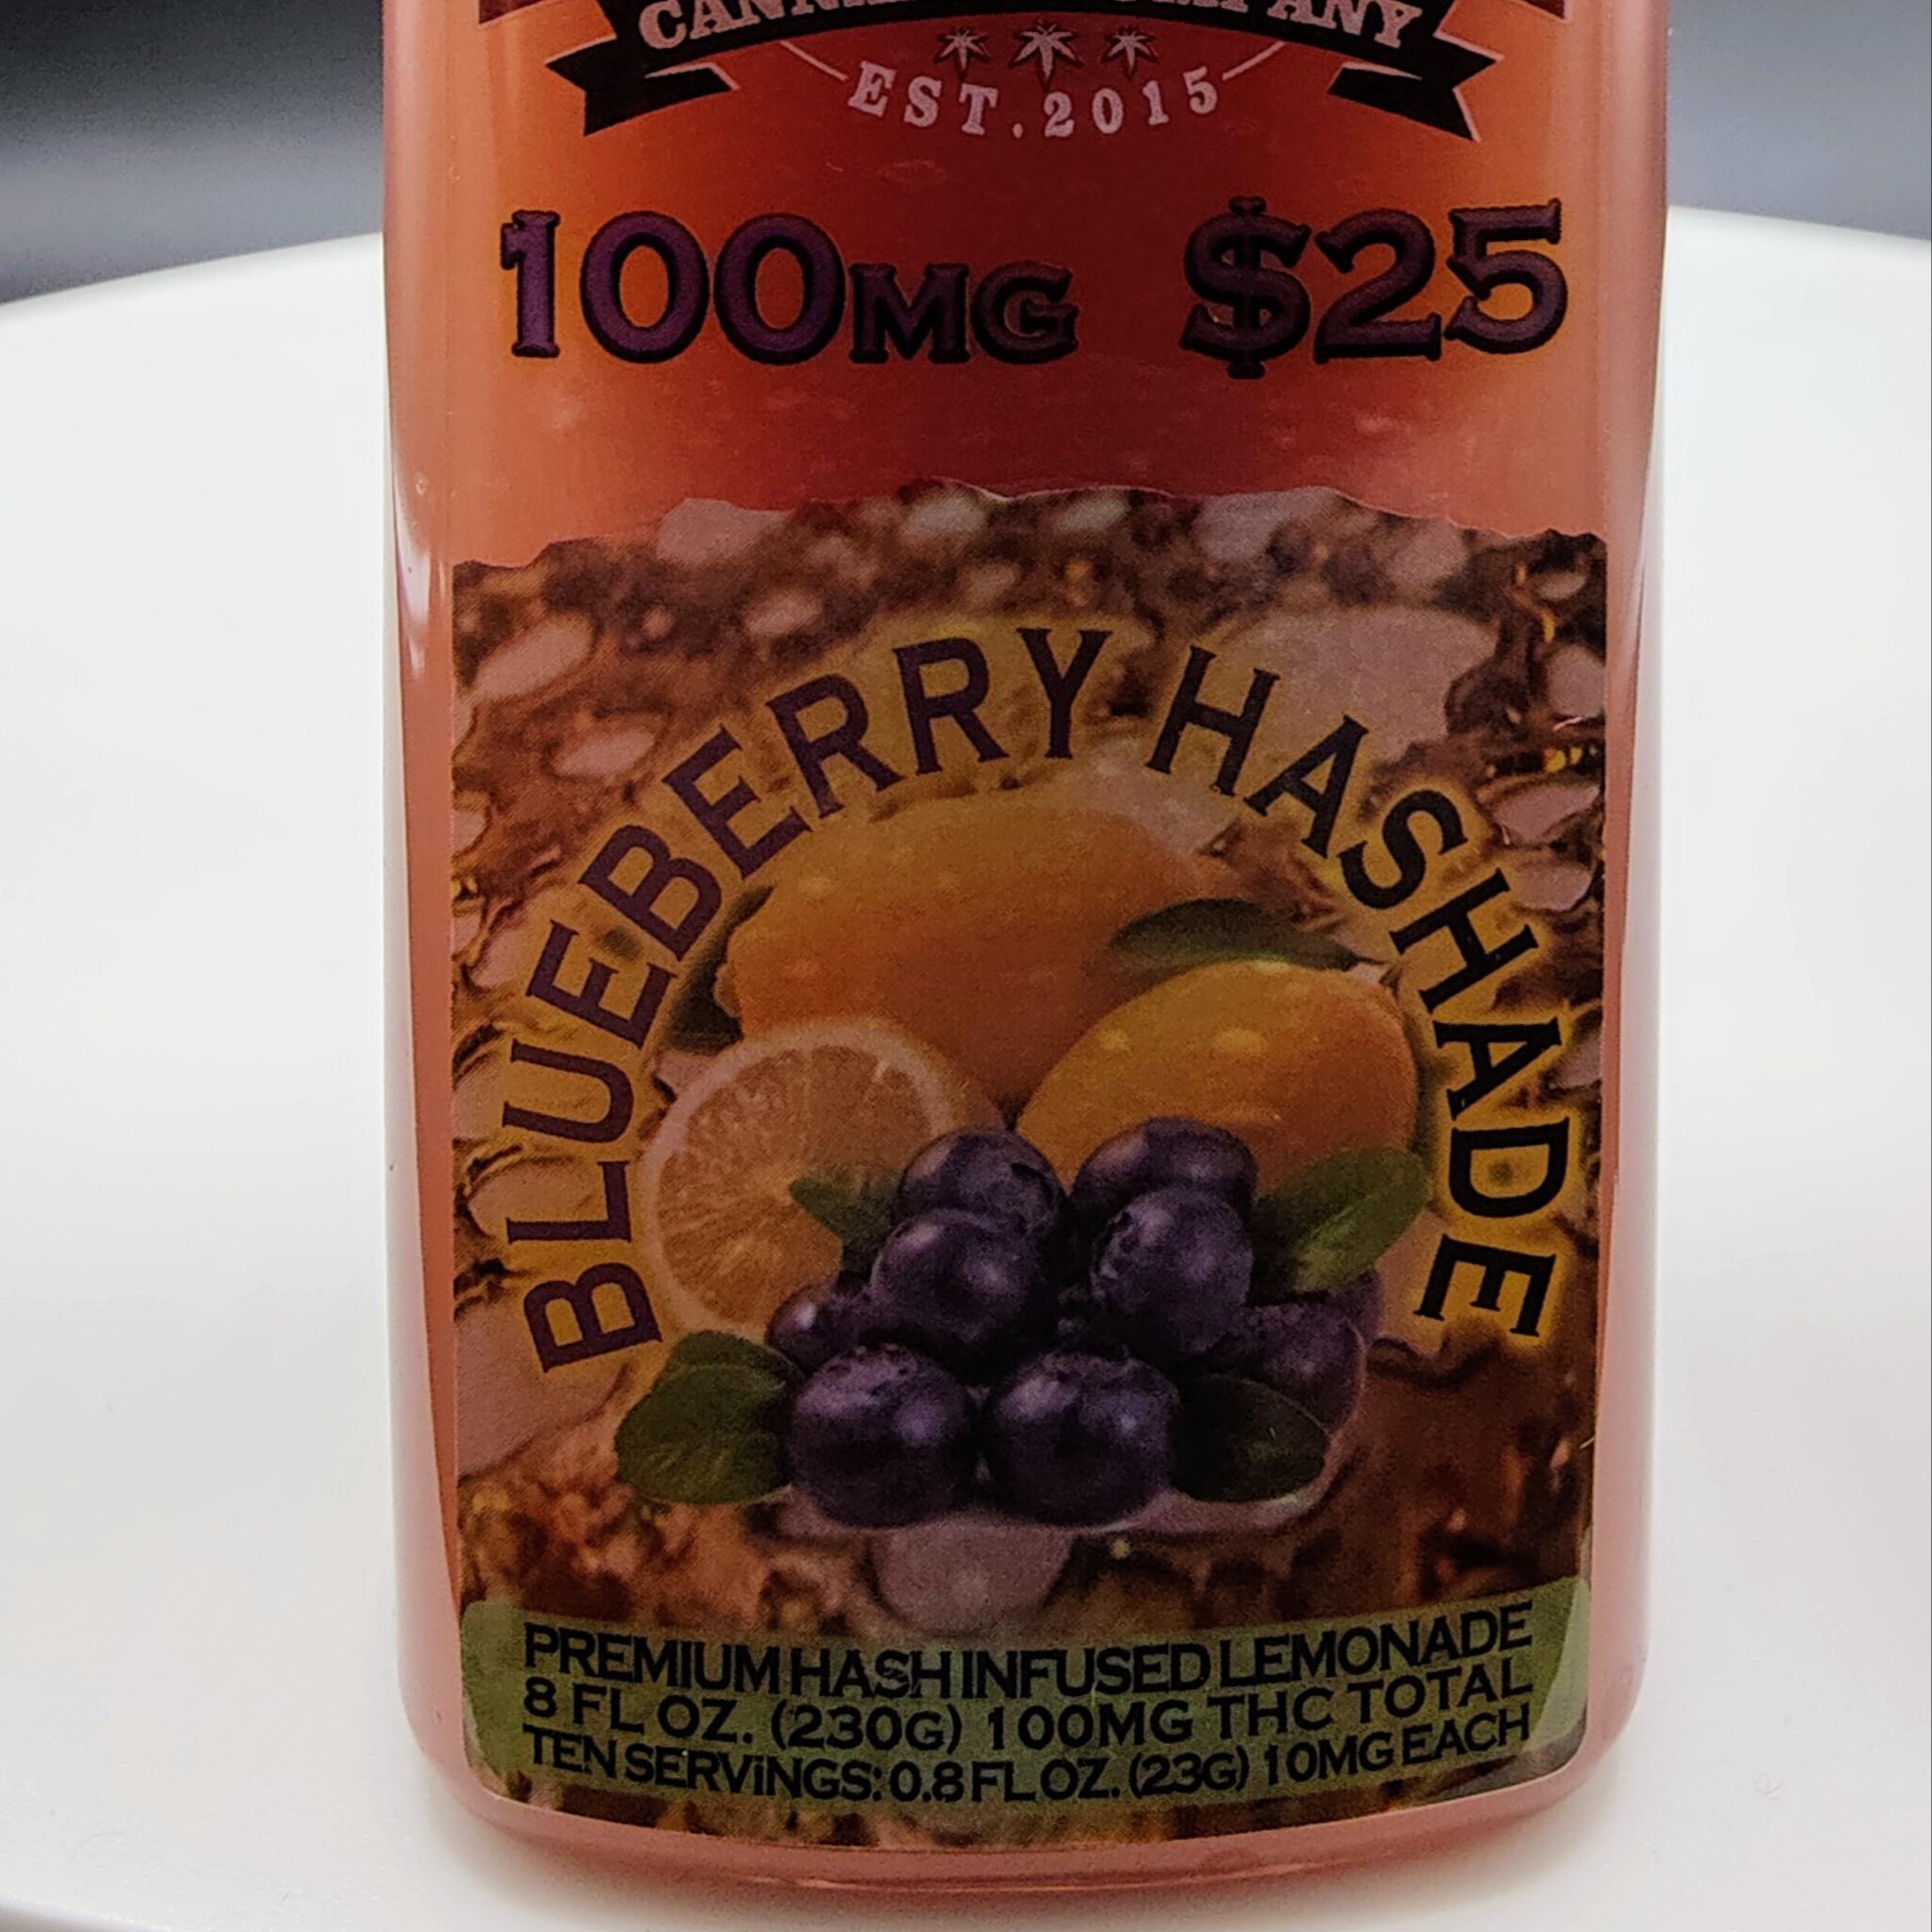 EST. 2015
100MG $25
BLUEBERRY HASHADE
PREMIUM HASH INFUSED LEMONADE
8 FL OZ. (230G) 100MG THC TOTAL
TEN SERVINGS: 0.8 FL OZ. (23G) 10MG EACH